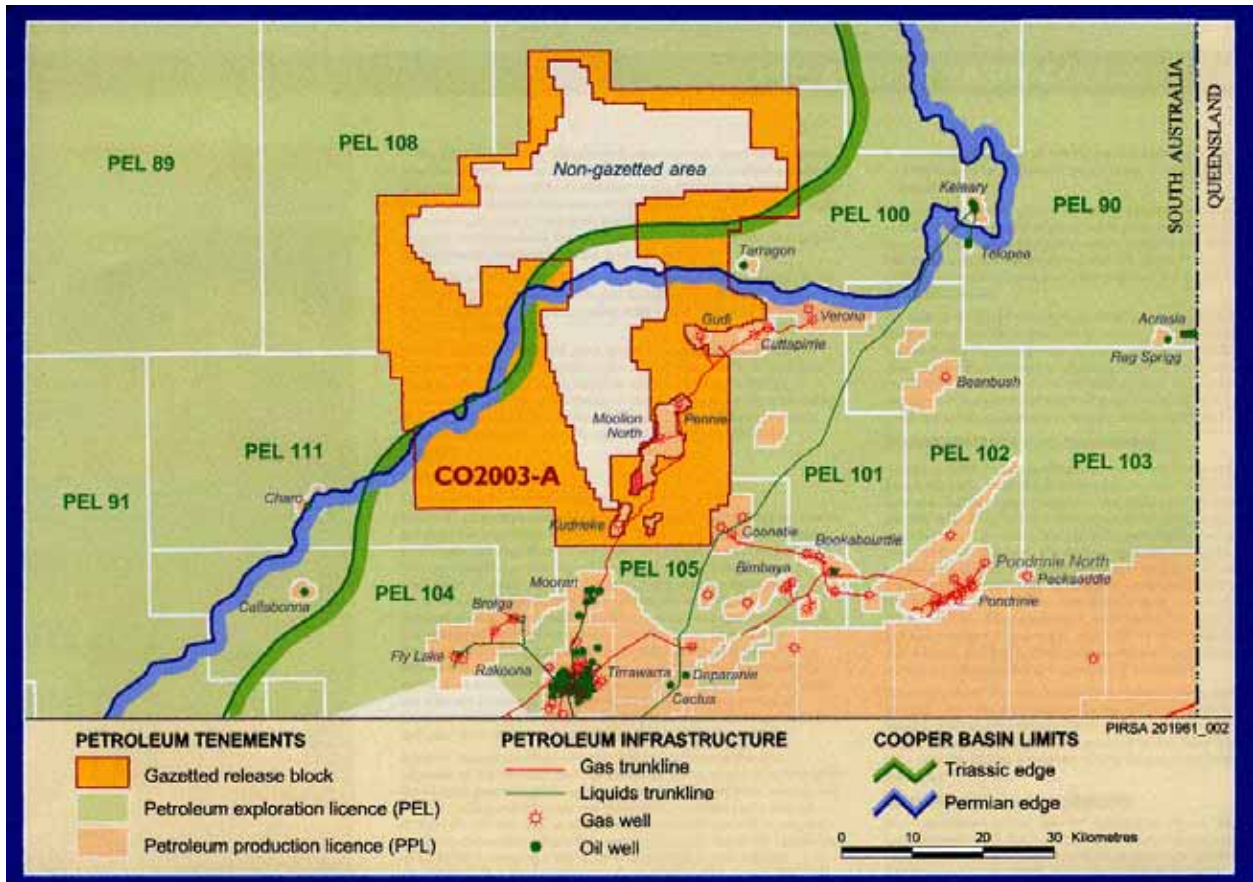 PEL 89
PEL 108
Non-gazetted area
PEL 100
Keleary
PEL 90
SOUTH AUSTRALIA
QUEENSLAND
Tarragon
Telopea
Gudi
Verona
Cuttapirrie
Acrasia
Reg Sprigg
Beanbush
Moolion
North
Pennie
PEL 111
PEL 102
PEL 103
PEL 101
CO2003-A
Charo
PEL 91
Kudrieke
Coonatie
Bookabourdie
PEL 105
Bimbaya
Pondrinie North
Packsaddle
Pondrinie
Moorari
PEL 104
Callabonna
Brolga
Fly Lake
Rakoona
Tirrawarra
Deparanie
Cactus
PIRSA 201961_002
PETROLEUM TENEMENTS
Gazetted release block
Petroleum exploration licence (PEL)
Petroleum production licence (PPL)
PETROLEUM INFRASTRUCTURE
Gas trunkline
Liquids trunkline
Gas well
Oil well
COOPER BASIN LIMITS
Triassic edge
Permian edge
0 10 20 30 Kilometres